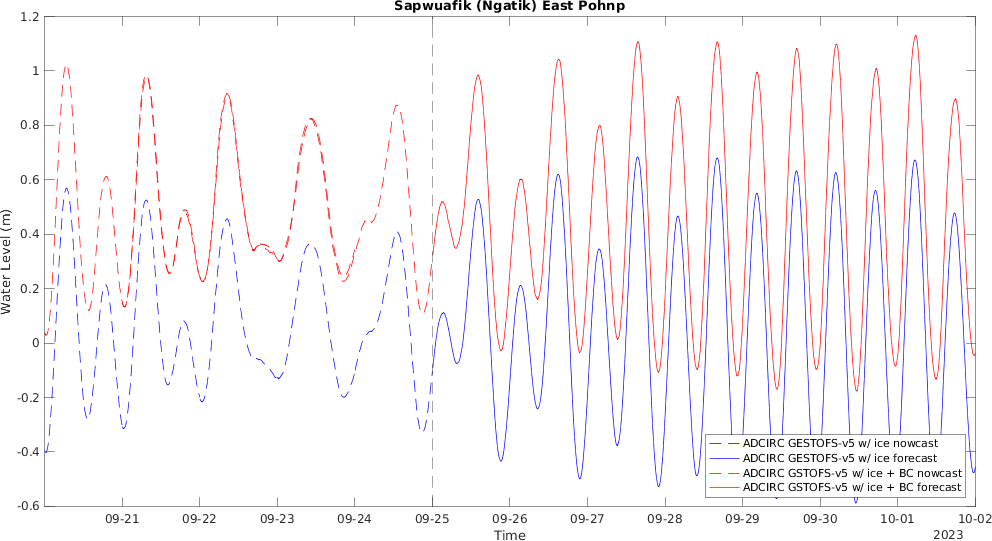 Sapwuafik (Ngatik) East Pohnp
Water Level (m)
1.2
1
0.8
0.6
0.4
0.2
0
-0.2
-0.4
-0.6
ADCIRC GESTOFS-v5 w/ ice nowcast
ADCIRC GESTOFS-v5 w/ ice forecast
ADCIRC GSTOFS-v5 w/ ice + BC nowcast
ADCIRC GSTOFS-v5 w/ ice + BC forecast
09-21 09-22 09-23 09-24 09-25 09-26 09-27 09-28 09-29 09-30 10-01 10-02
Time
2023